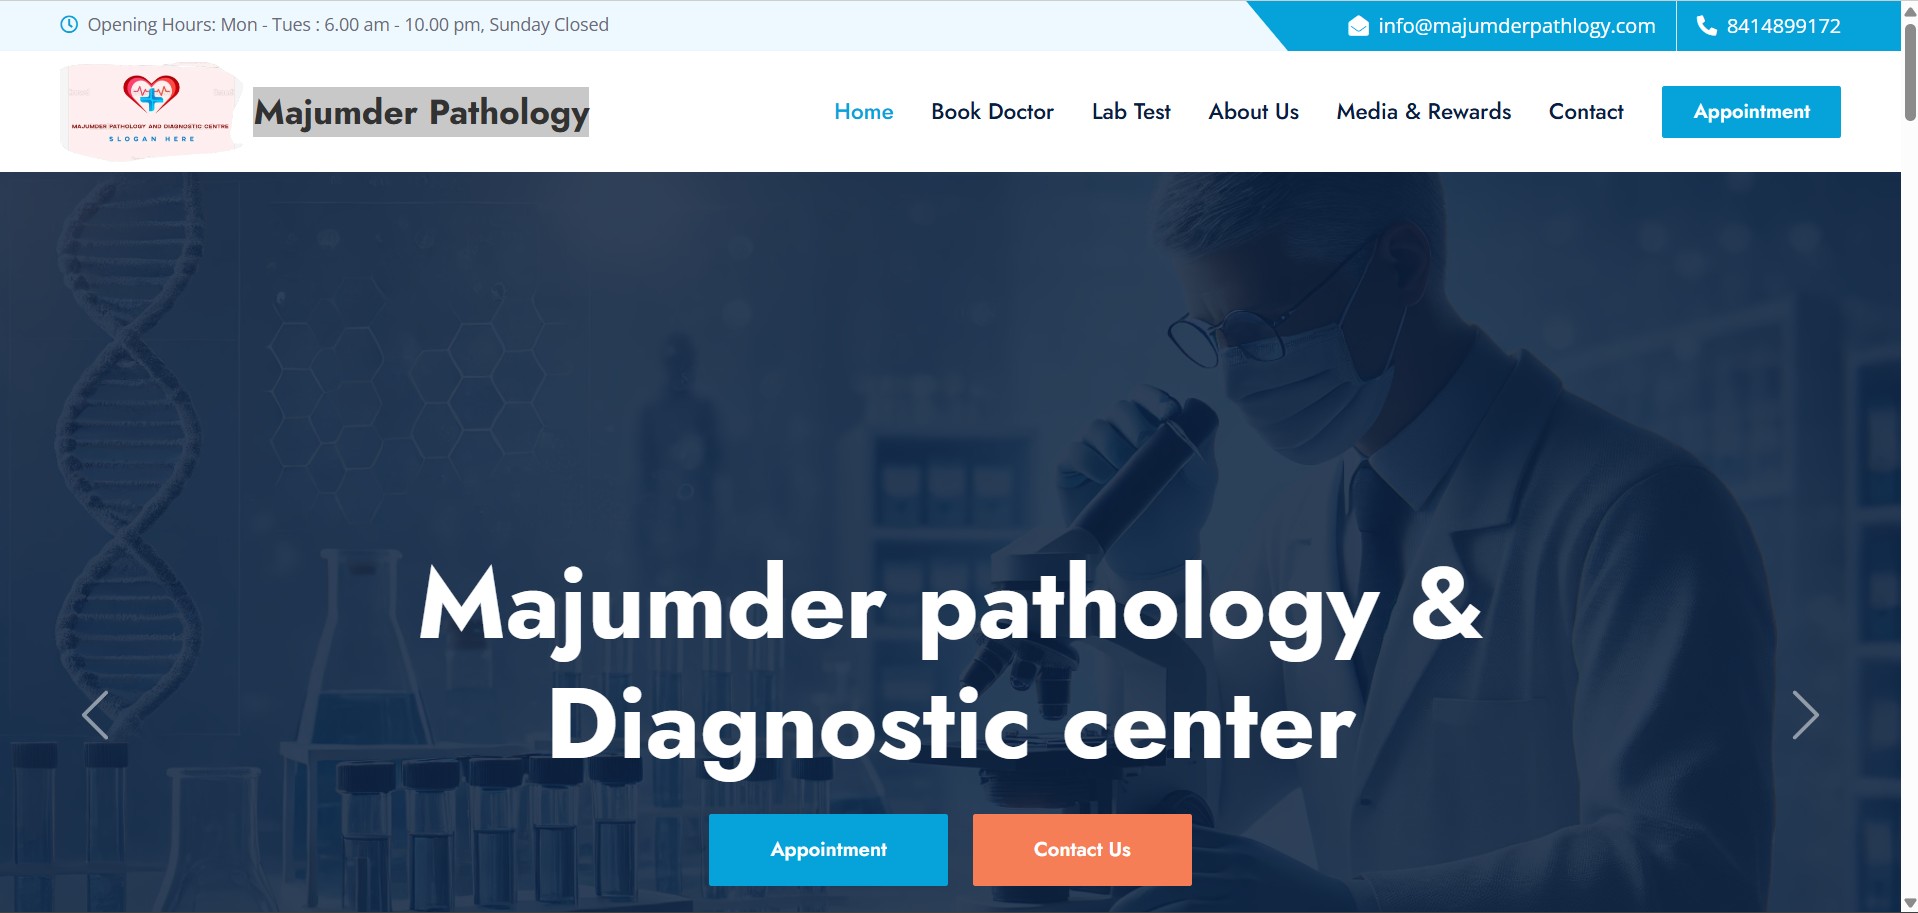 Opening Hours: Mon - Tues : 6.00 am - 10.00 pm, Sunday Closed
info@majumderpathlogy.com
8414899172
MAJUMDER PATHOLOGY AND DIAGNOSTIC CENTRE
SLOGAN HERE
Majumder Pathology
Home
Book Doctor
Lab Test
About Us
Media & Rewards
Contact
Appointment
Majumder pathology &
Diagnostic center
Appointment
Contact Us